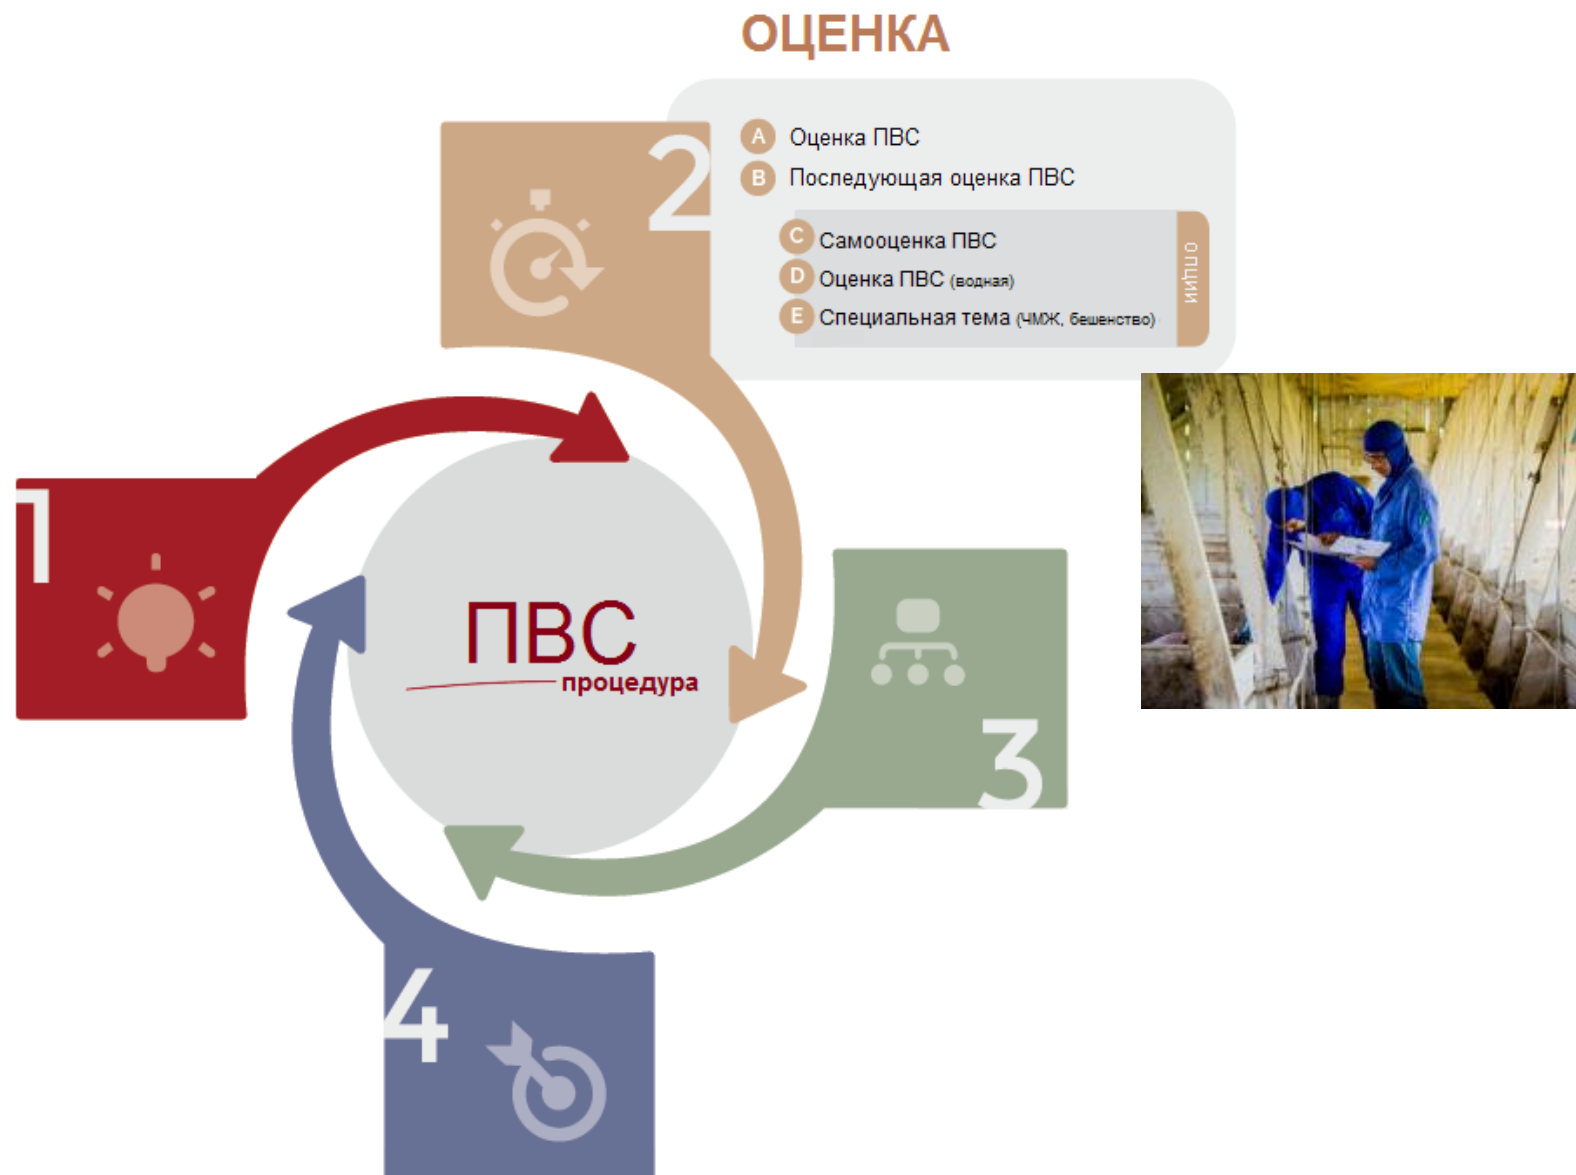 ОЦЕНКА
2
A Оценка ПВС
B Последующая оценка ПВС
C Самооценка ПВС
D Оценка ПВС (водная)
E Специальная тема (ЧМЖ, бешенство)
ОПЦИИ
1
ПВС
процедура
3
4